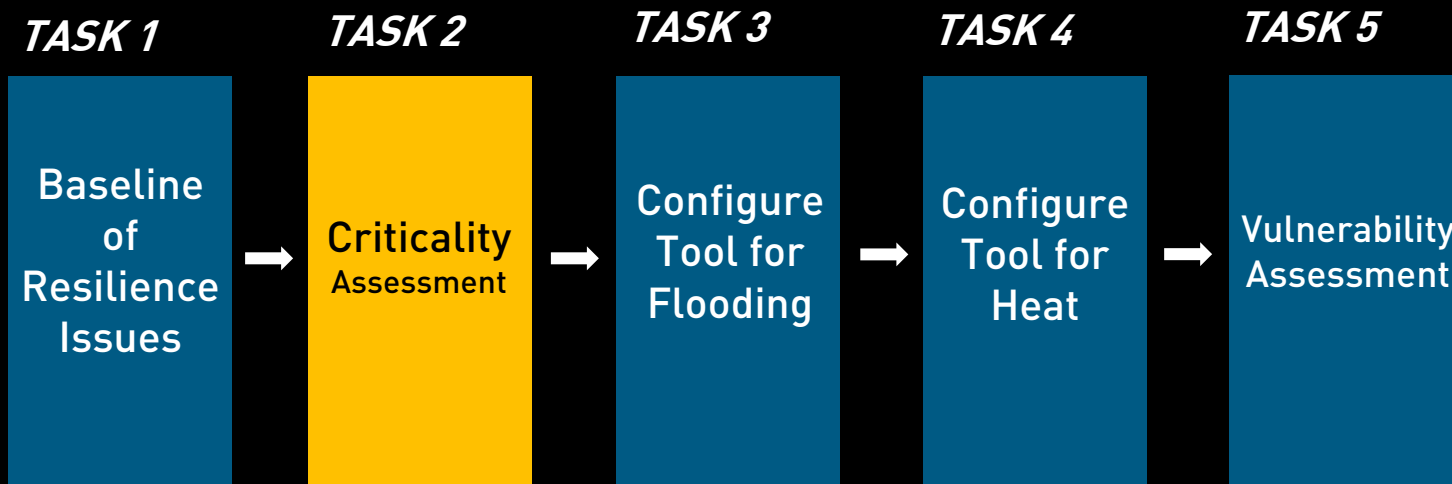 TASK 1
TASK 2
TASK 3
TASK 4
TASK 5
Baseline
of
Resilience
Issues
Criticality
Assessment
Configure
Tool for
Flooding
Configure
Tool for
Heat
Vulnerability
Assessment